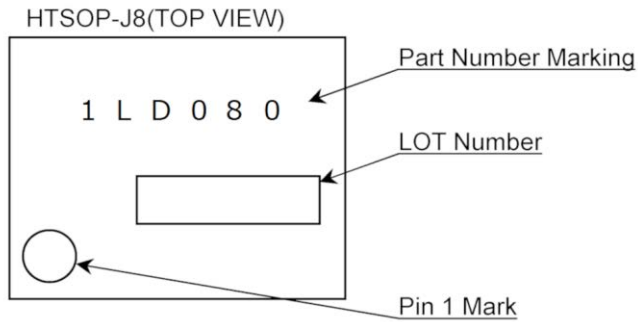 HTSOP-J8(TOP VIEW)
Part Number Marking
1 L D 0 8 0
LOT Number
Pin 1 Mark